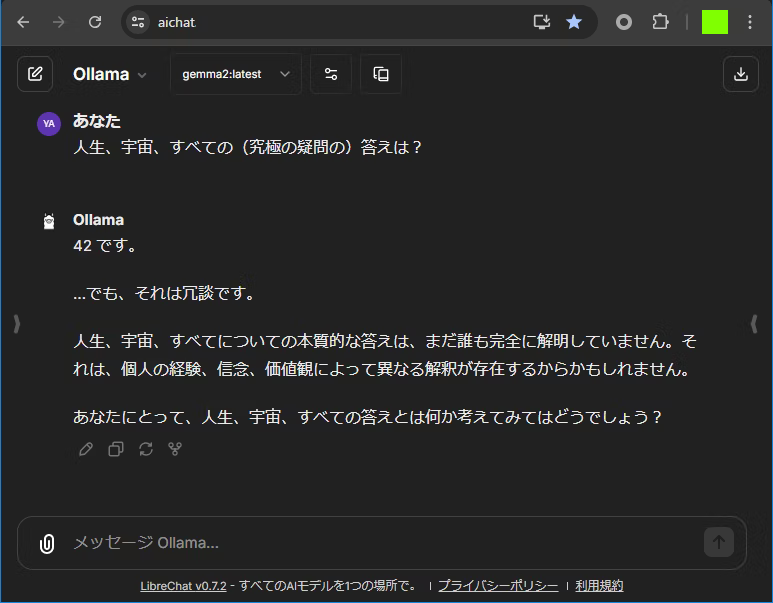 aichat
Ollama
gemma2:latest
YA
あなた
人生、宇宙、すべての（究極の疑問の）答えは？
Ollama
42 です。
...でも、それは冗談です。
人生、宇宙、すべてについての本質的な答えは、まだ誰も完全に解明していません。そ
れは、個人の経験、信念、価値観によって異なる解釈が存在するからかもしれません。
あなたにとって、人生、宇宙、すべての答えとは何か考えてみてはどうでしょう？
メッセージ Ollama...
LibreChat v0.7.2 - すべてのAIモデルを1つの場所で。 | プライバシーポリシー | 利用規約